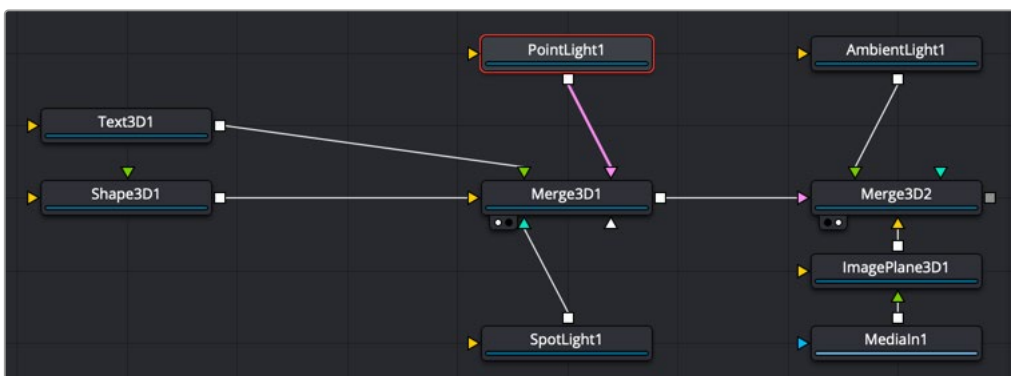 PointLight1
AmbientLight1
Text3D1
Shape3D1
Merge3D1
Merge3D2
ImagePlane3D1
SpotLight1
MediaIn1